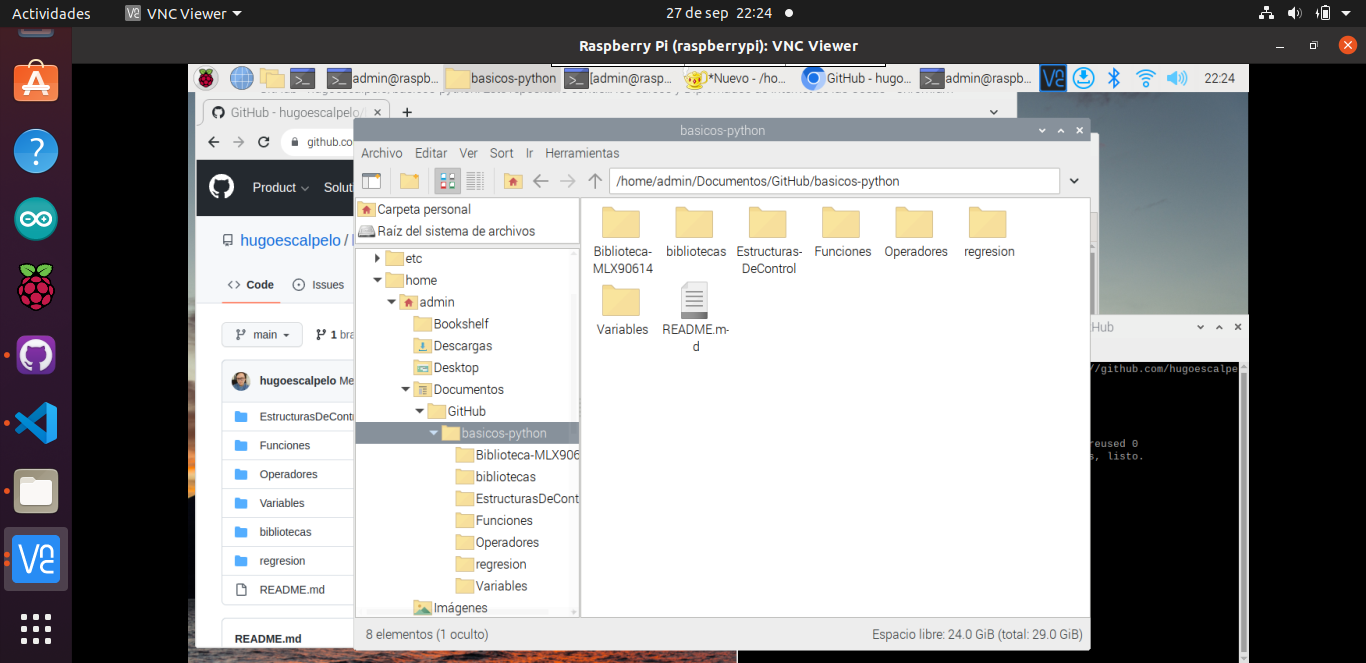 Actividades VNC Viewer 27 de sep 22:24
Raspberry Pi (raspberrypi): VNC Viewer
admin@raspb... basicos-python [admin@rasp... *Nuevo - /ho... GitHub - hugo... admin@raspb... 22:24
GitHub - hugoescalpelo/
basicos-python
github.co
Archivo Editar Ver Sort Ir Herramientas
/home/admin/Documentos/GitHub/basicos-python
Product Solut
Carpeta personal
Raíz del sistema de archivos
hugoescalpelo /
etc
home
admin
Bookshelf
Descargas
Desktop
Documentos
GitHub
basicos-python
Biblioteca-MLX906
bibliotecas
EstructurasDeCont
Funciones
Operadores
regresion
Variables
Imágenes
Biblioteca-
MLX90614
bibliotecas
Estructuras-
DeControl
Funciones
Operadores
regresion
Variables
README.m-
d
Code Issues
main 1 bra
hugoescalpelo Me
EstructurasDeContr
Funciones
Operadores
Variables
bibliotecas
regresion
README.md
README.md
Hub
//github.com/hugoescalpe
reused 0
s, listo.
8 elementos (1 oculto) Espacio libre: 24.0 GiB (total: 29.0 GiB)